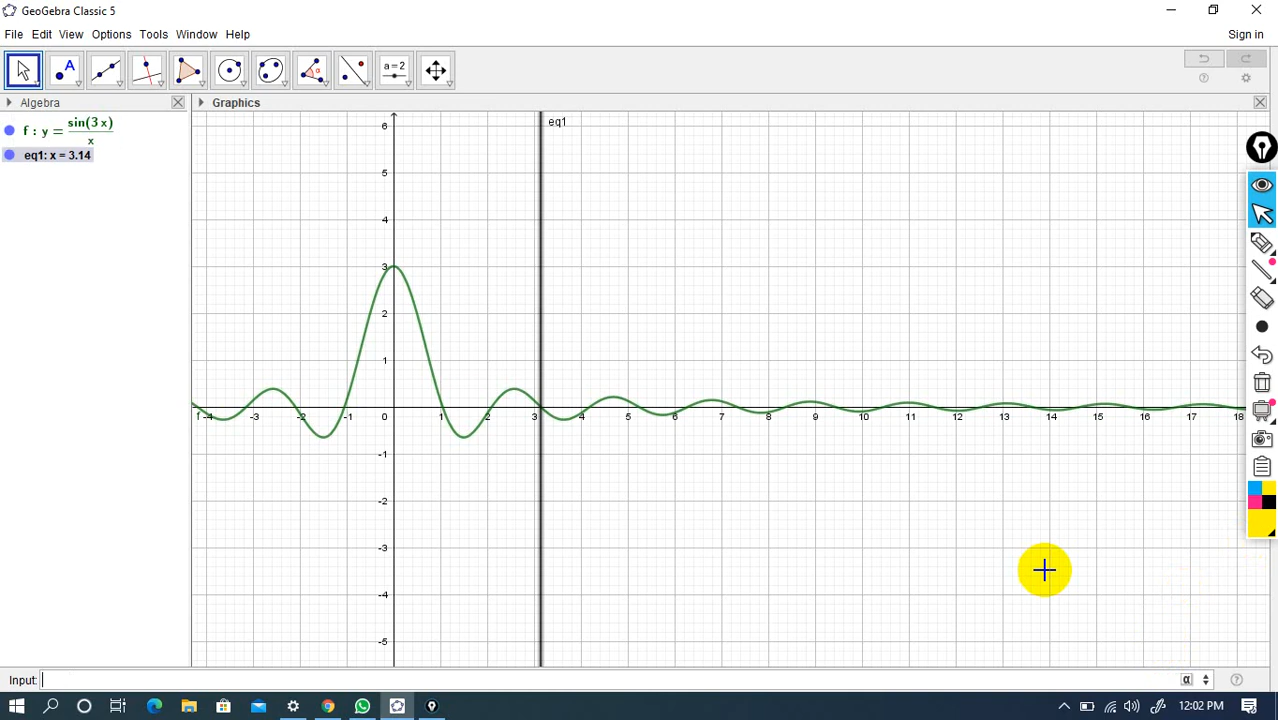 GeoGebra Classic 5
File Edit View Options Tools Window Help
Sign in
A
α
a = 2
Algebra
Graphics
f : y = sin(3 x) / x
eq1: x = 3.14
eq1
6
5
4
3
2
1
-4 -3 -2 -1 0 1 2 3 4 5 6 7 8 9 10 11 12 13 14 15 16 17 18
-1
-2
-3
-4
-5
Input:
α
12:02 PM